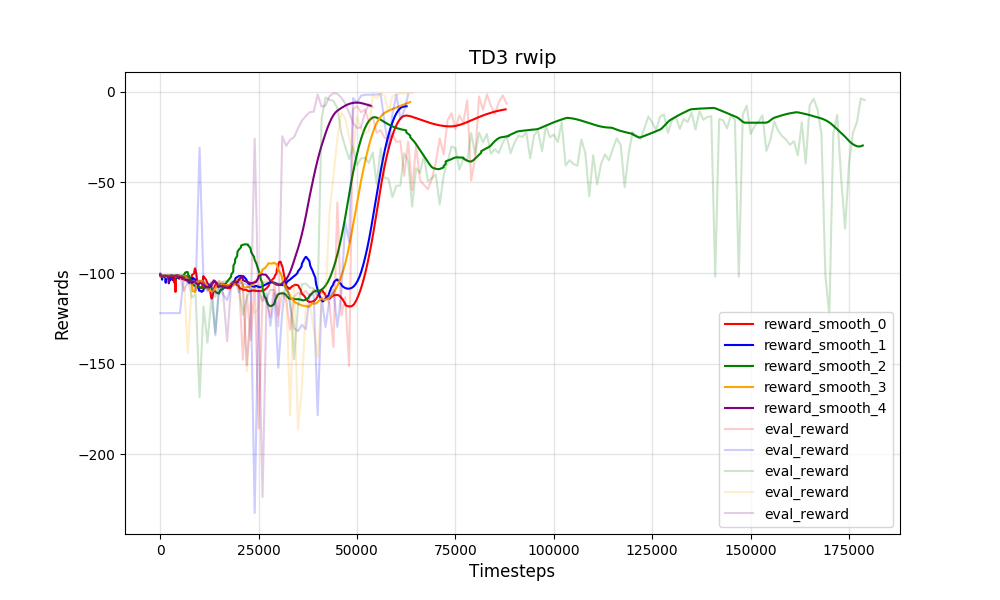 TD3 rwip
Rewards
0
−50
−100
−150
−200
0
25000
50000
75000
100000
125000
150000
175000
Timesteps
reward_smooth_0
reward_smooth_1
reward_smooth_2
reward_smooth_3
reward_smooth_4
eval_reward
eval_reward
eval_reward
eval_reward
eval_reward